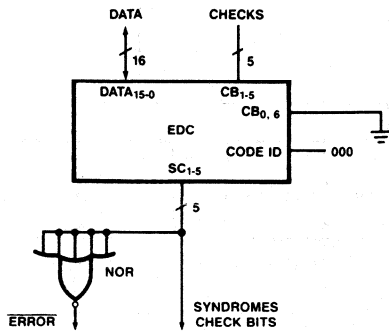 DATA
CHECKS
16
5
DATA15-0
CB1-5
CB0, 6
EDC
CODE ID
000
SC1-5
5
NOR
ERROR
SYNDROMES
CHECK BITS